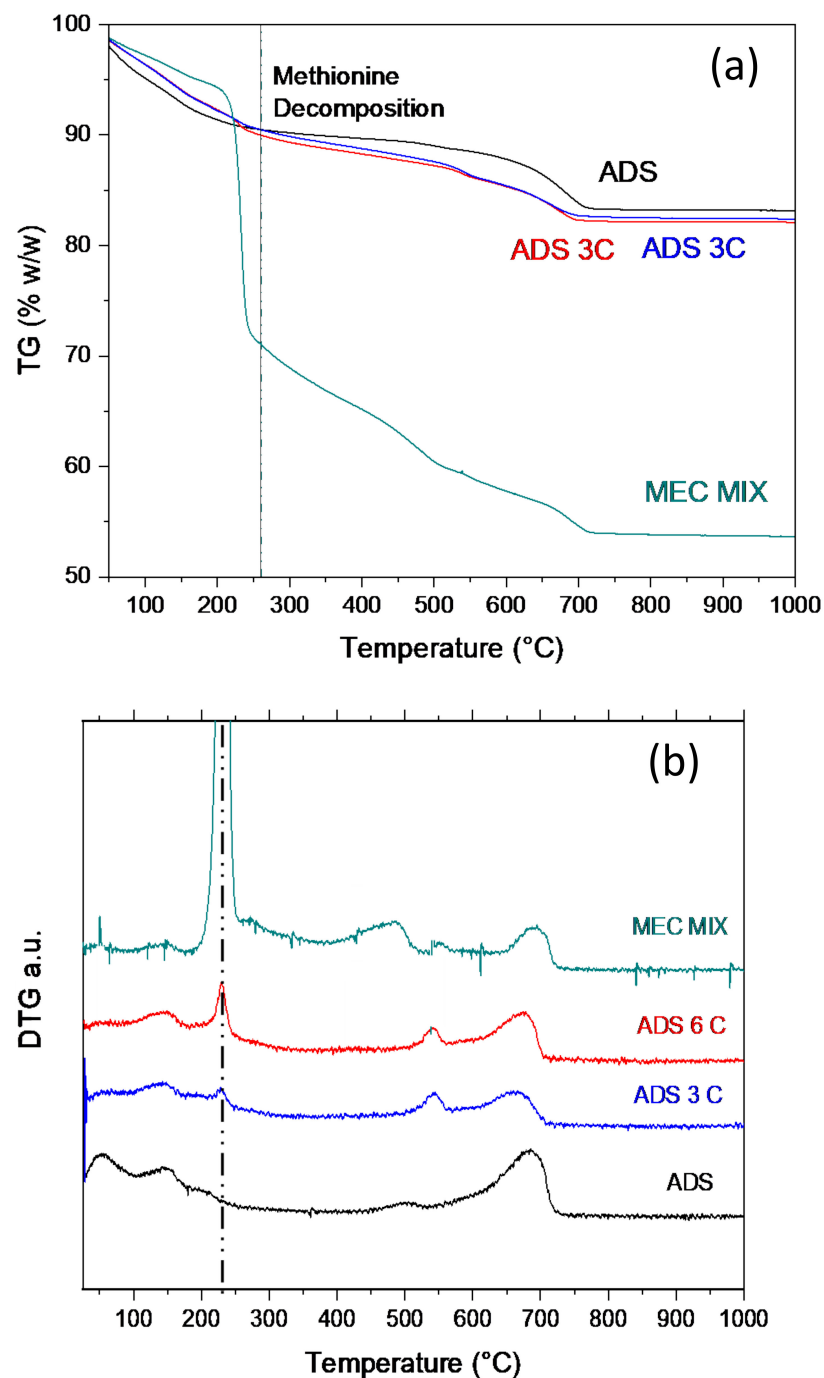 100
(a)
Methionine
Decomposition
90
ADS
80
ADS 3C ADS 3C
TG (% w/w)
70
60
MEC MIX
50
100 200 300 400 500 600 700 800 900 1000
Temperature (°C)
(b)
MEC MIX
DTG a.u.
ADS 6 C
ADS 3 C
ADS
100 200 300 400 500 600 700 800 900 1000
Temperature (°C)